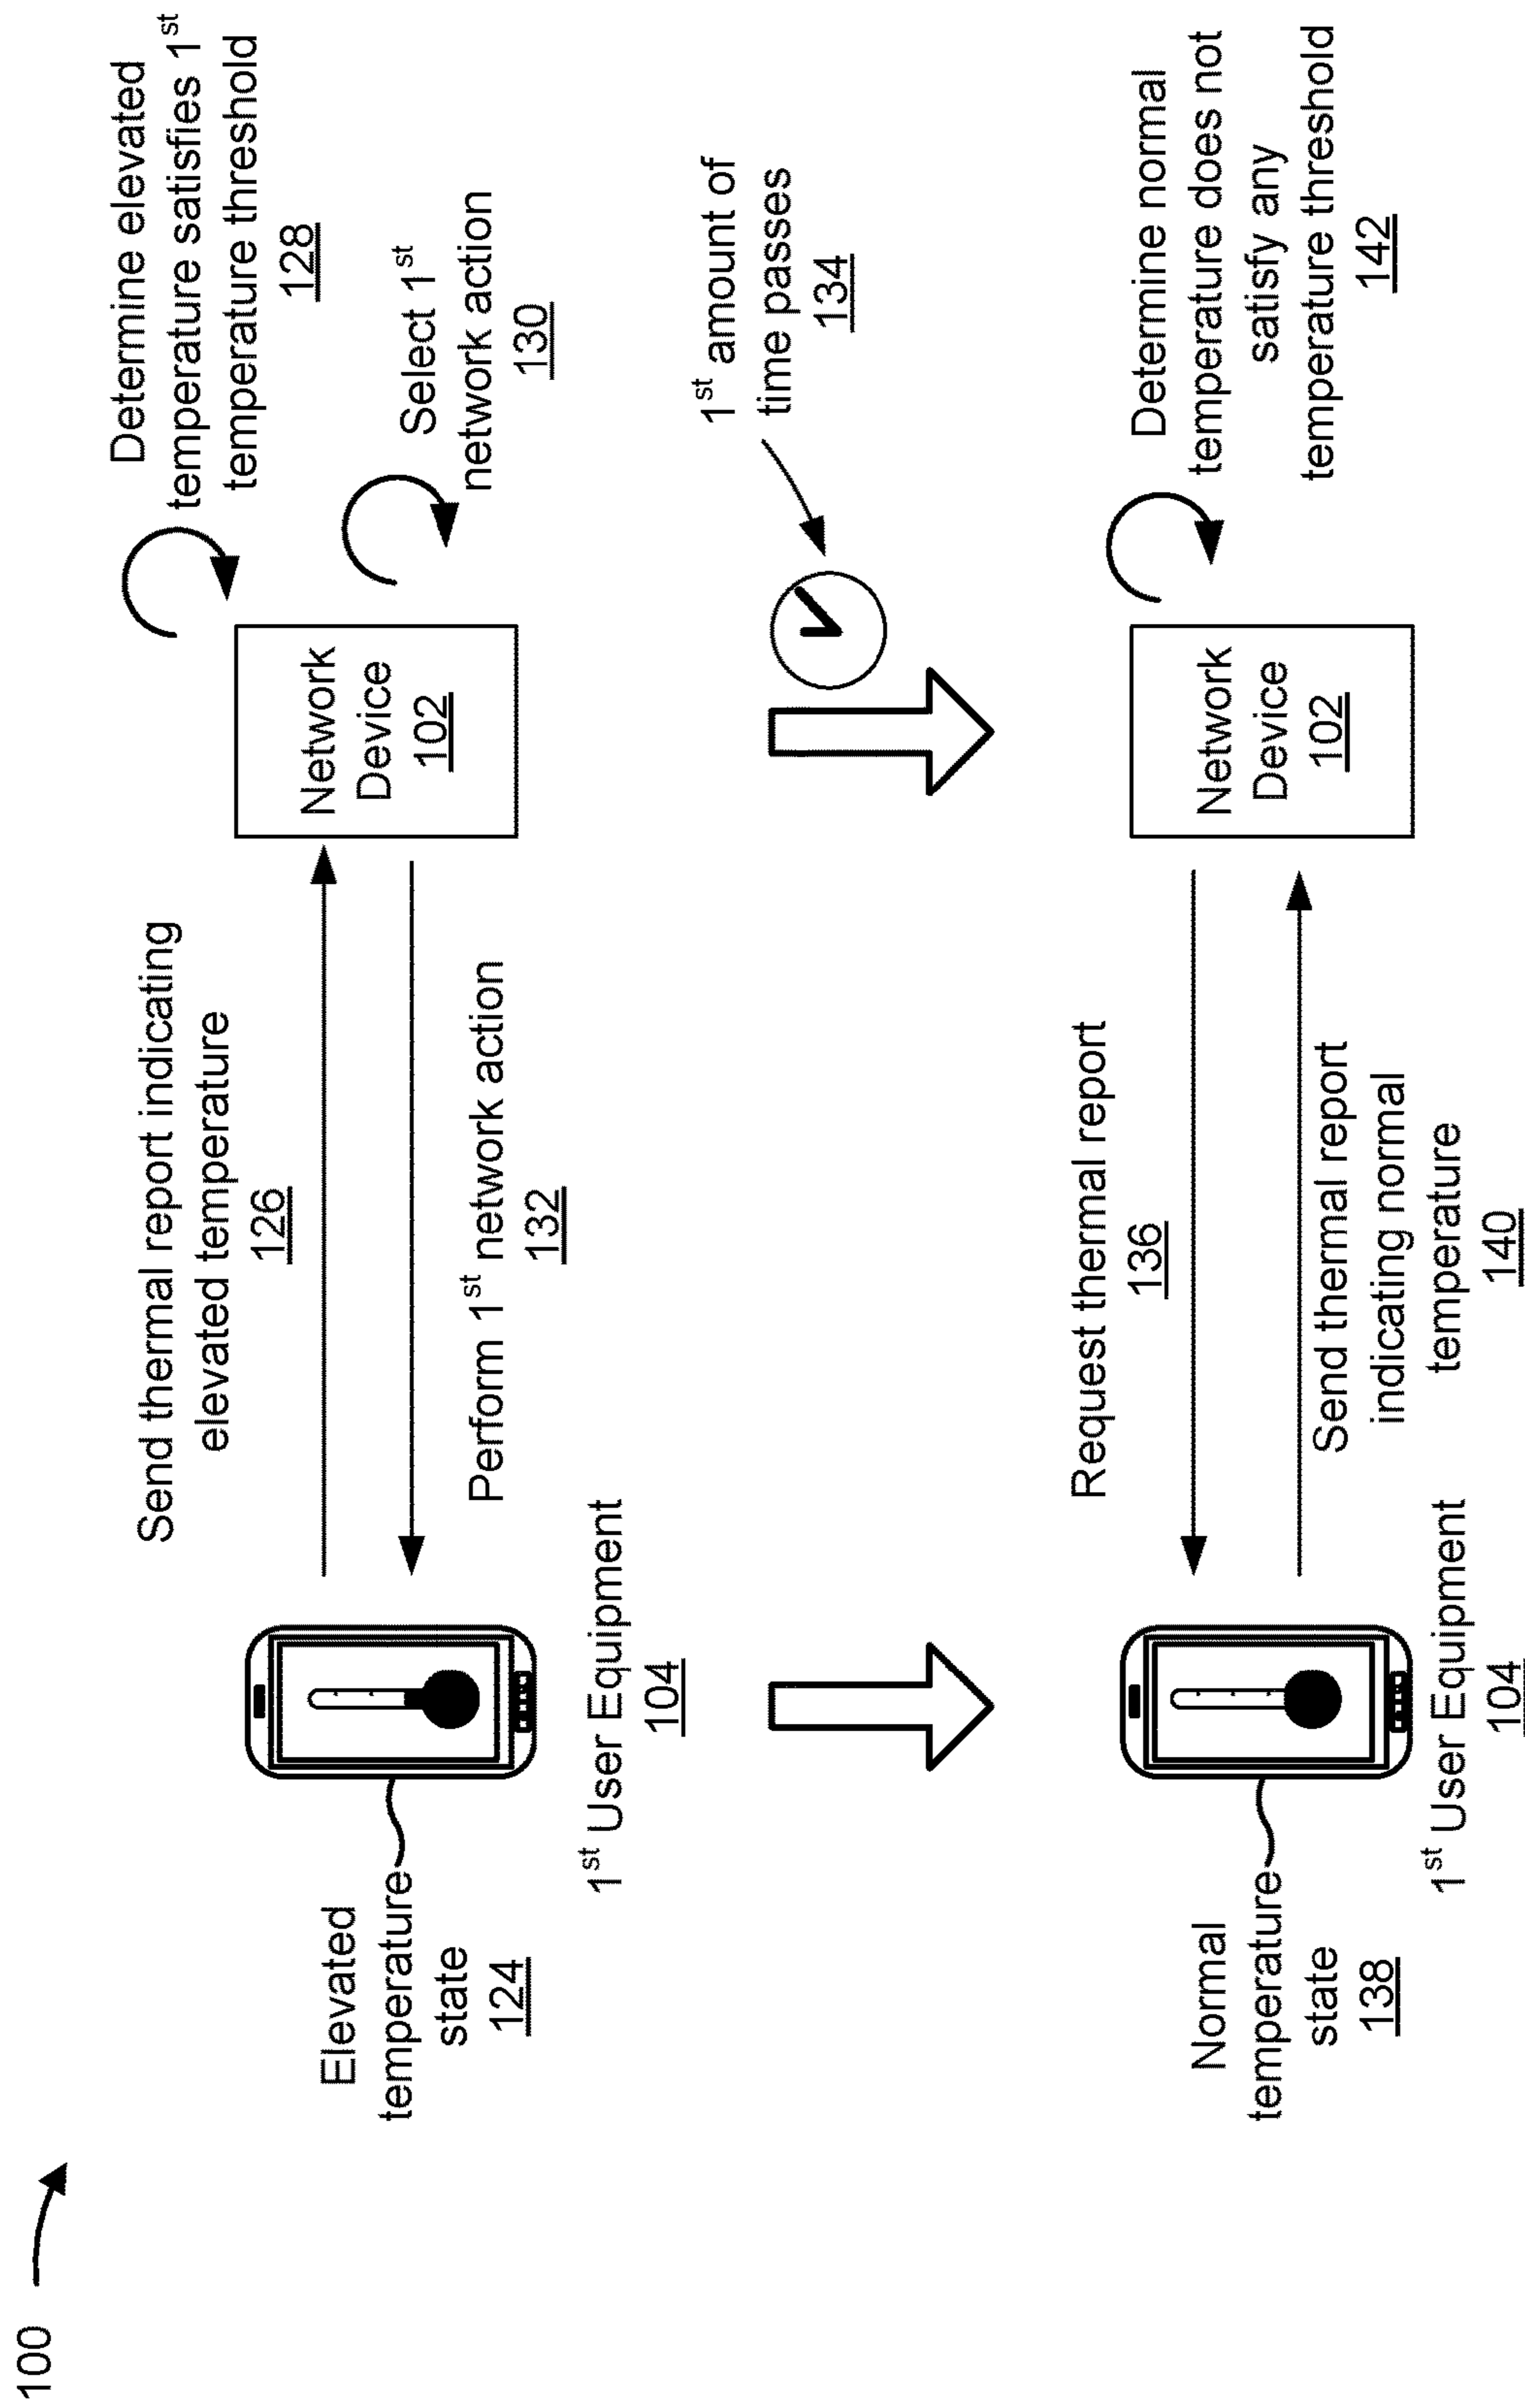 100
Send thermal report indicating
elevated temperature
126
Determine elevated
temperature satisfies 1st
temperature threshold
128
Elevated
temperature
state
124
Network
Device
102
Select 1st
network action
130
Perform 1st network action
132
1st User Equipment
104
1st amount of
time passes
134
Request thermal report
136
Determine normal
temperature does not
satisfy any
temperature threshold
142
Normal
temperature
state
138
Network
Device
102
Send thermal report
indicating normal
temperature
140
1st User Equipment
104